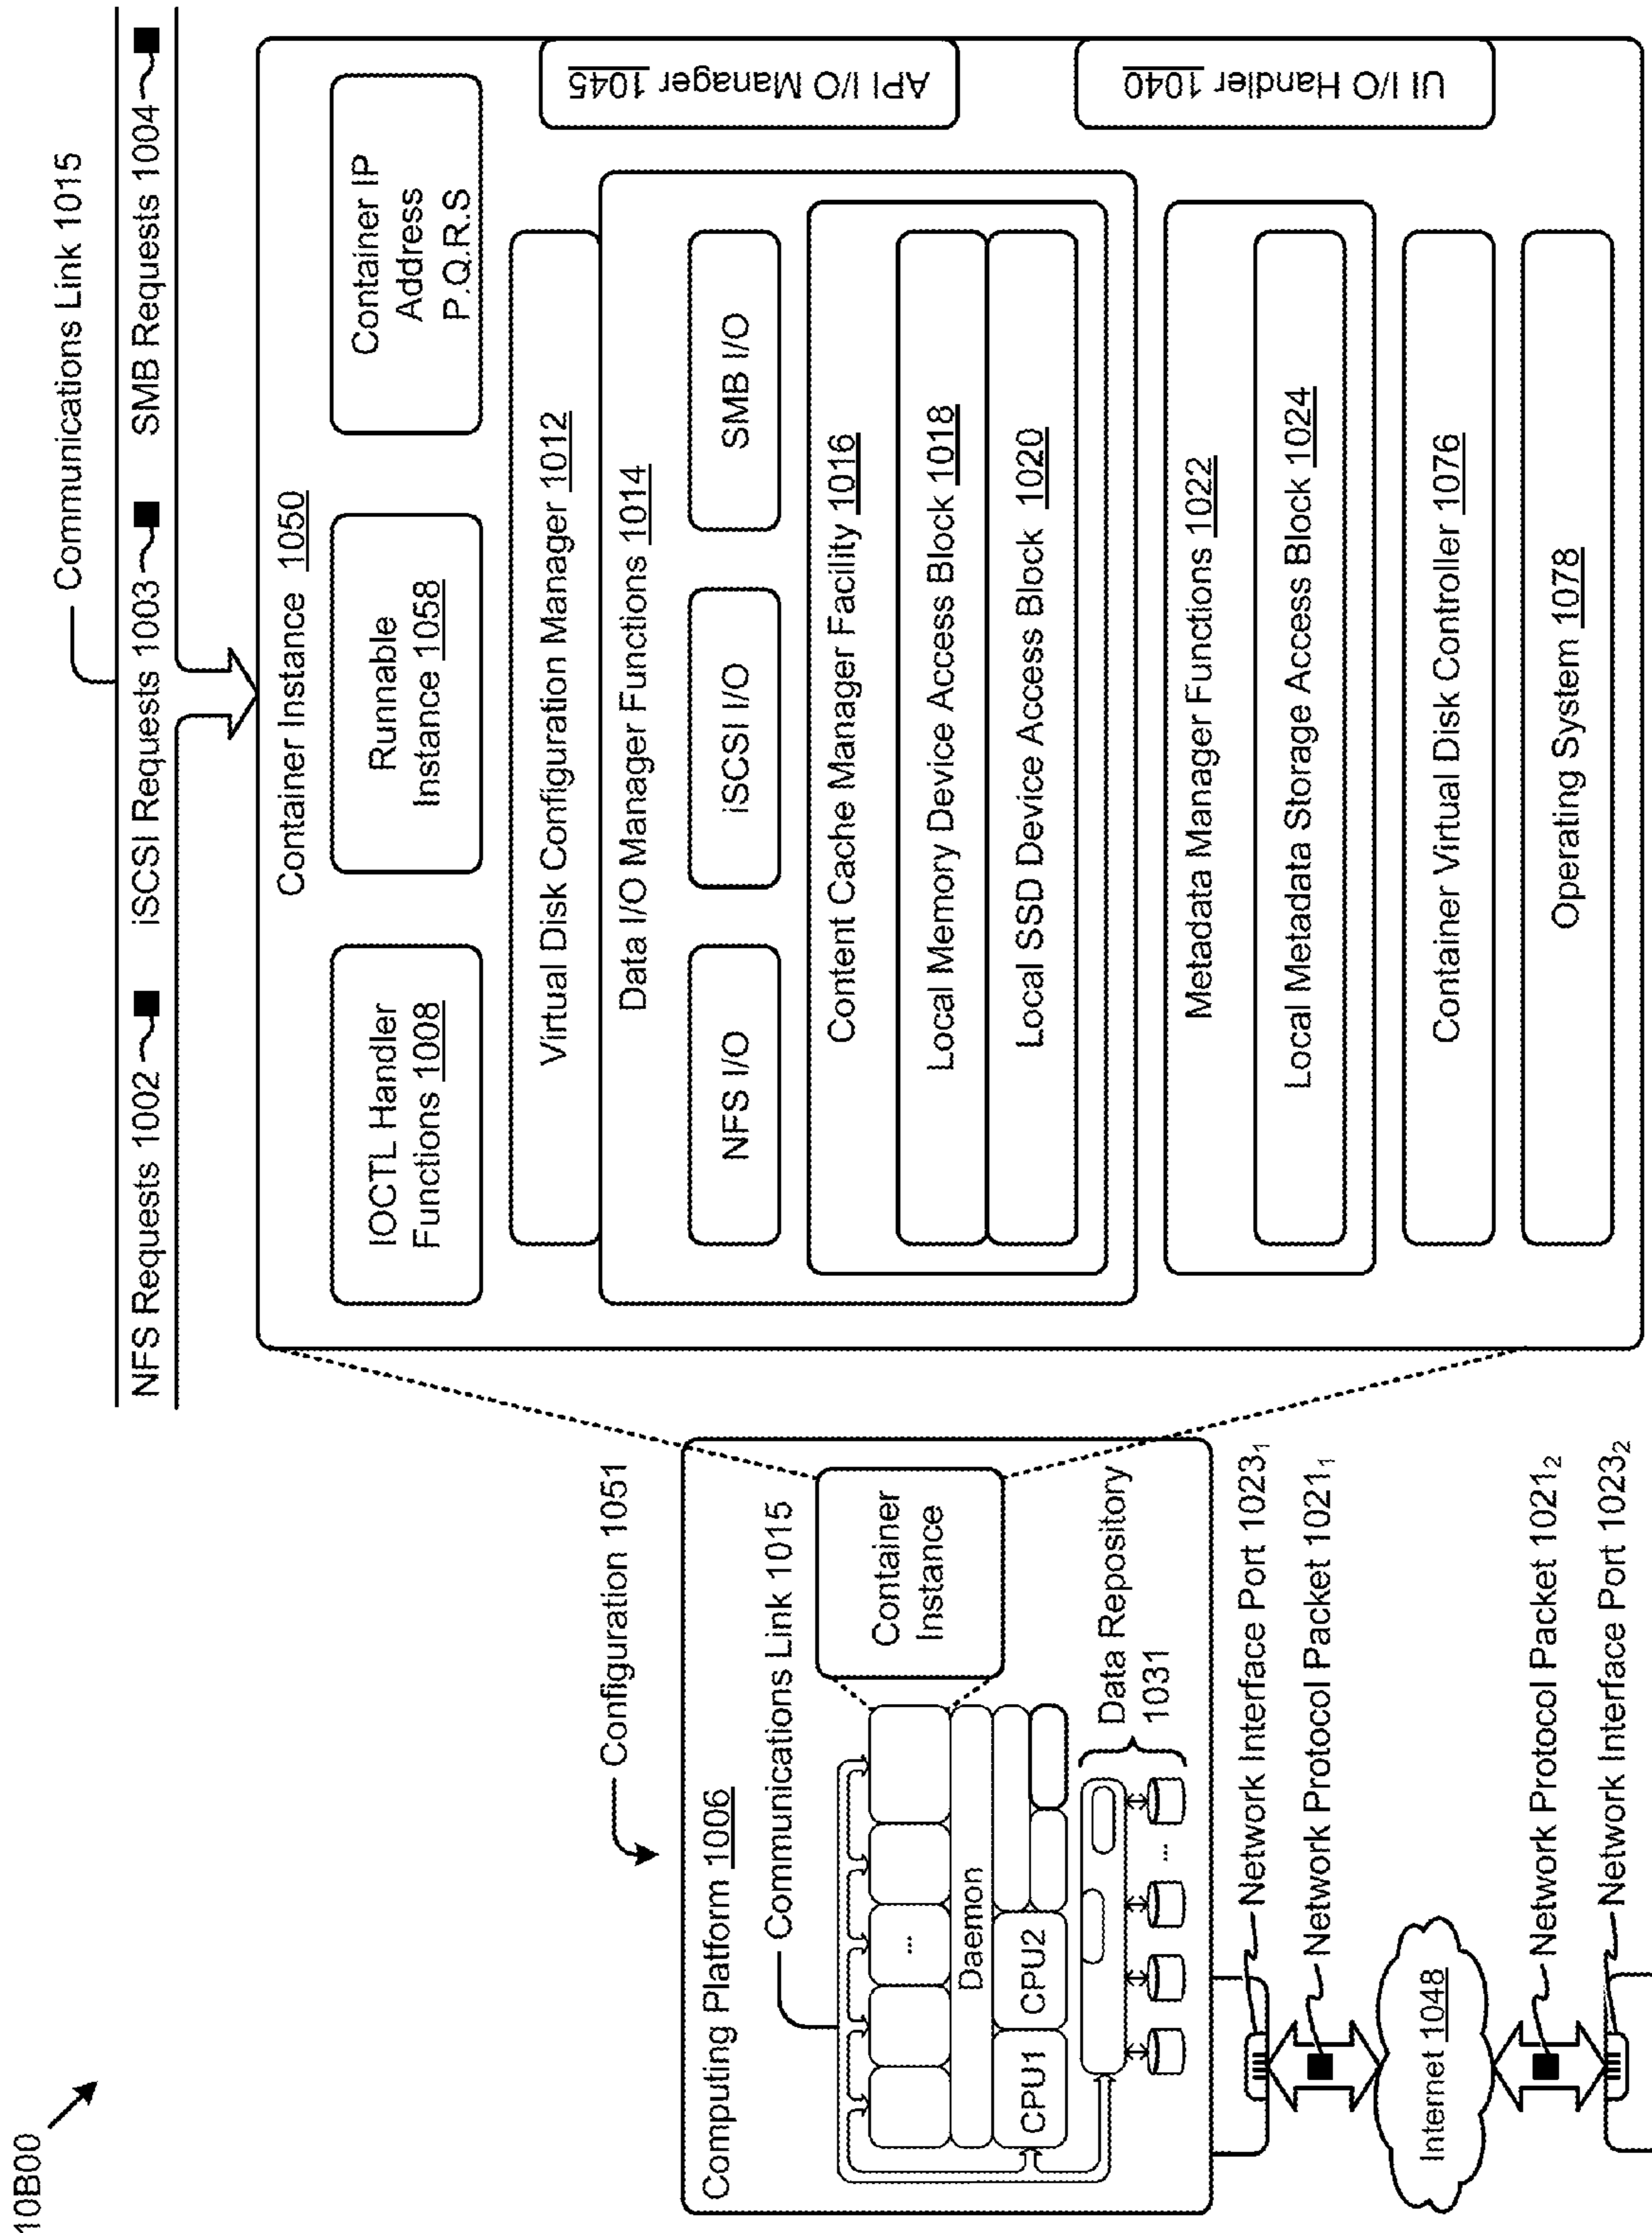 10B00
Communications Link 1015
NFS Requests 1002
iSCSI Requests 1003
SMB Requests 1004
Configuration 1051
Computing Platform 1006
Communications Link 1015
...
Daemon
CPU1
CPU2
Container
Instance
...
Data Repository
1031
Network Interface Port 1023₁
Network Protocol Packet 1021₁
Internet 1048
Network Protocol Packet 1021₂
Network Interface Port 1023₂
Container Instance 1050
IOCTL Handler
Functions 1008
Runnable
Instance 1058
Container IP
Address
P.Q.R.S
Virtual Disk Configuration Manager 1012
Data I/O Manager Functions 1014
NFS I/O
iSCSI I/O
SMB I/O
Content Cache Manager Facility 1016
Local Memory Device Access Block 1018
Local SSD Device Access Block 1020
Metadata Manager Functions 1022
Local Metadata Storage Access Block 1024
Container Virtual Disk Controller 1076
Operating System 1078
API I/O Manager 1045
UI I/O Handler 1040